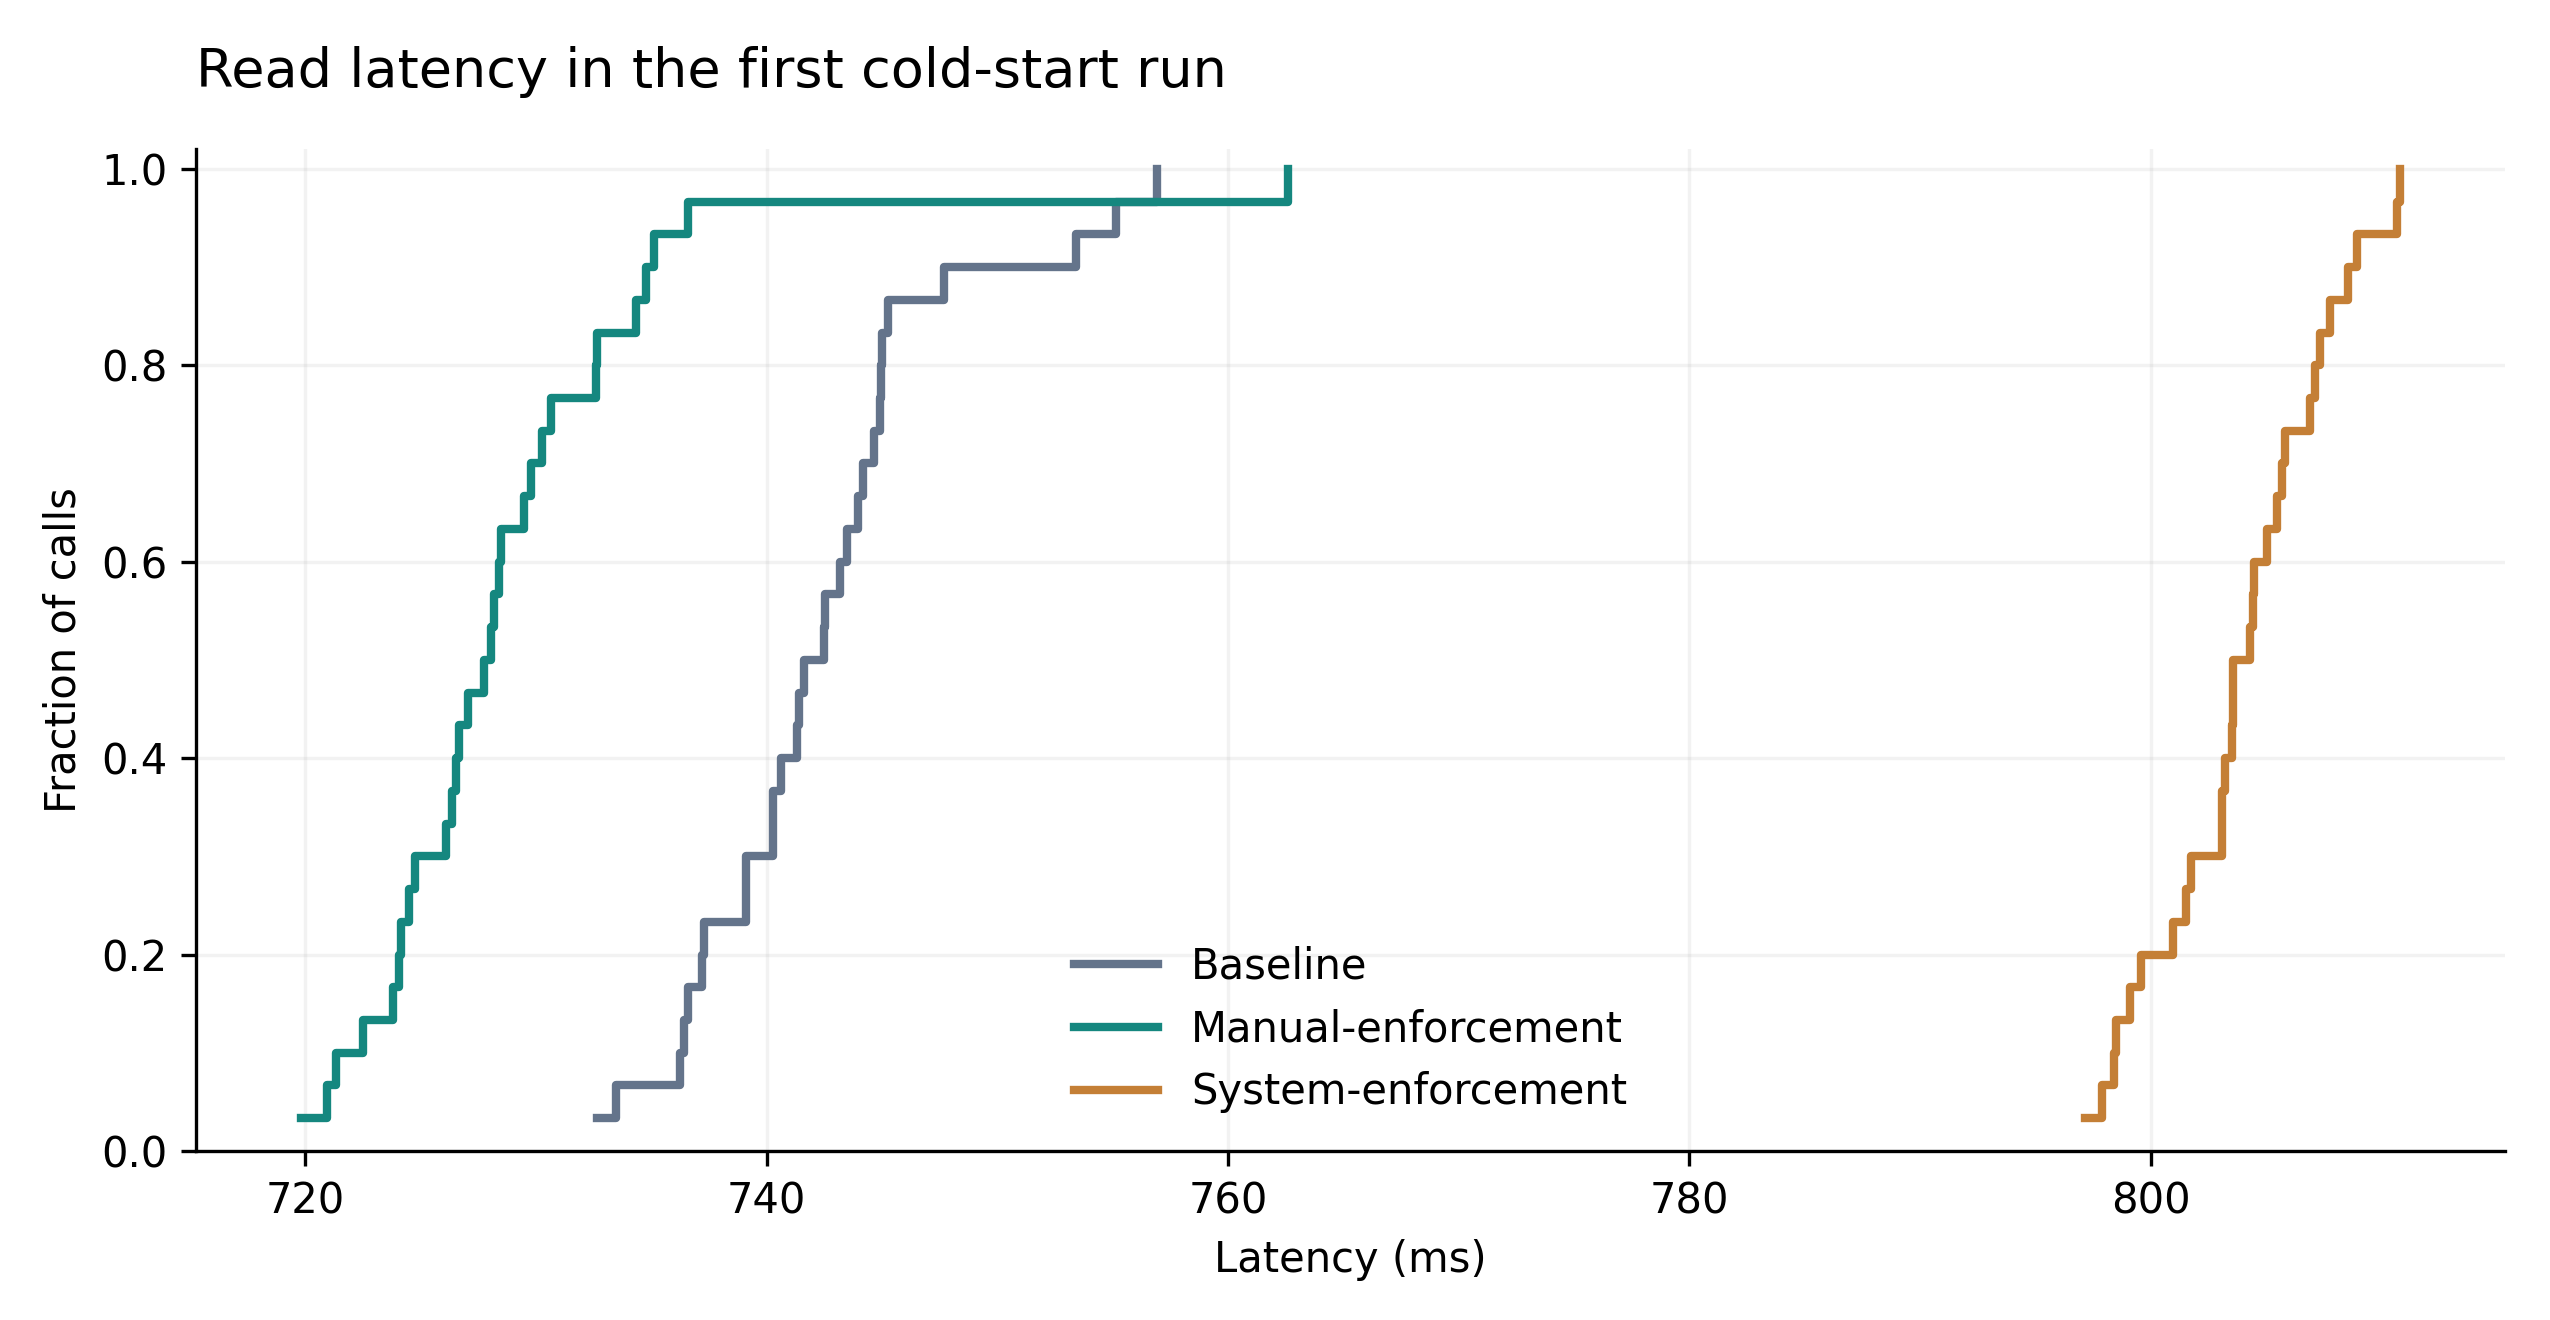 Read latency in the first cold-start run
1.0
0.8
0.6
0.4
0.2
0.0
Fraction of calls
Baseline
Manual-enforcement
System-enforcement
720 740 760 780 800
Latency (ms)